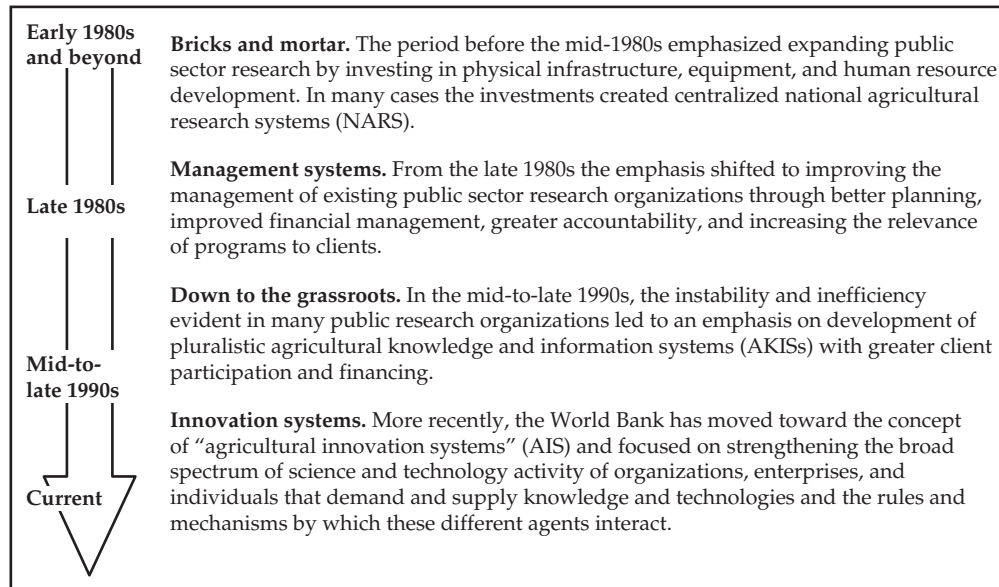 Early 1980s
and beyond
Bricks and mortar. The period before the mid-1980s emphasized expanding public
sector research by investing in physical infrastructure, equipment, and human resource
development. In many cases the investments created centralized national agricultural
research systems (NARS).
Late 1980s
Management systems. From the late 1980s the emphasis shifted to improving the
management of existing public sector research organizations through better planning,
improved financial management, greater accountability, and increasing the relevance
of programs to clients.
Mid-to-
late 1990s
Down to the grassroots. In the mid-to-late 1990s, the instability and inefficiency
evident in many public research organizations led to an emphasis on development of
pluralistic agricultural knowledge and information systems (AKISs) with greater client
participation and financing.
Current
Innovation systems. More recently, the World Bank has moved toward the concept
of “agricultural innovation systems” (AIS) and focused on strengthening the broad
spectrum of science and technology activity of organizations, enterprises, and
individuals that demand and supply knowledge and technologies and the rules and
mechanisms by which these different agents interact.